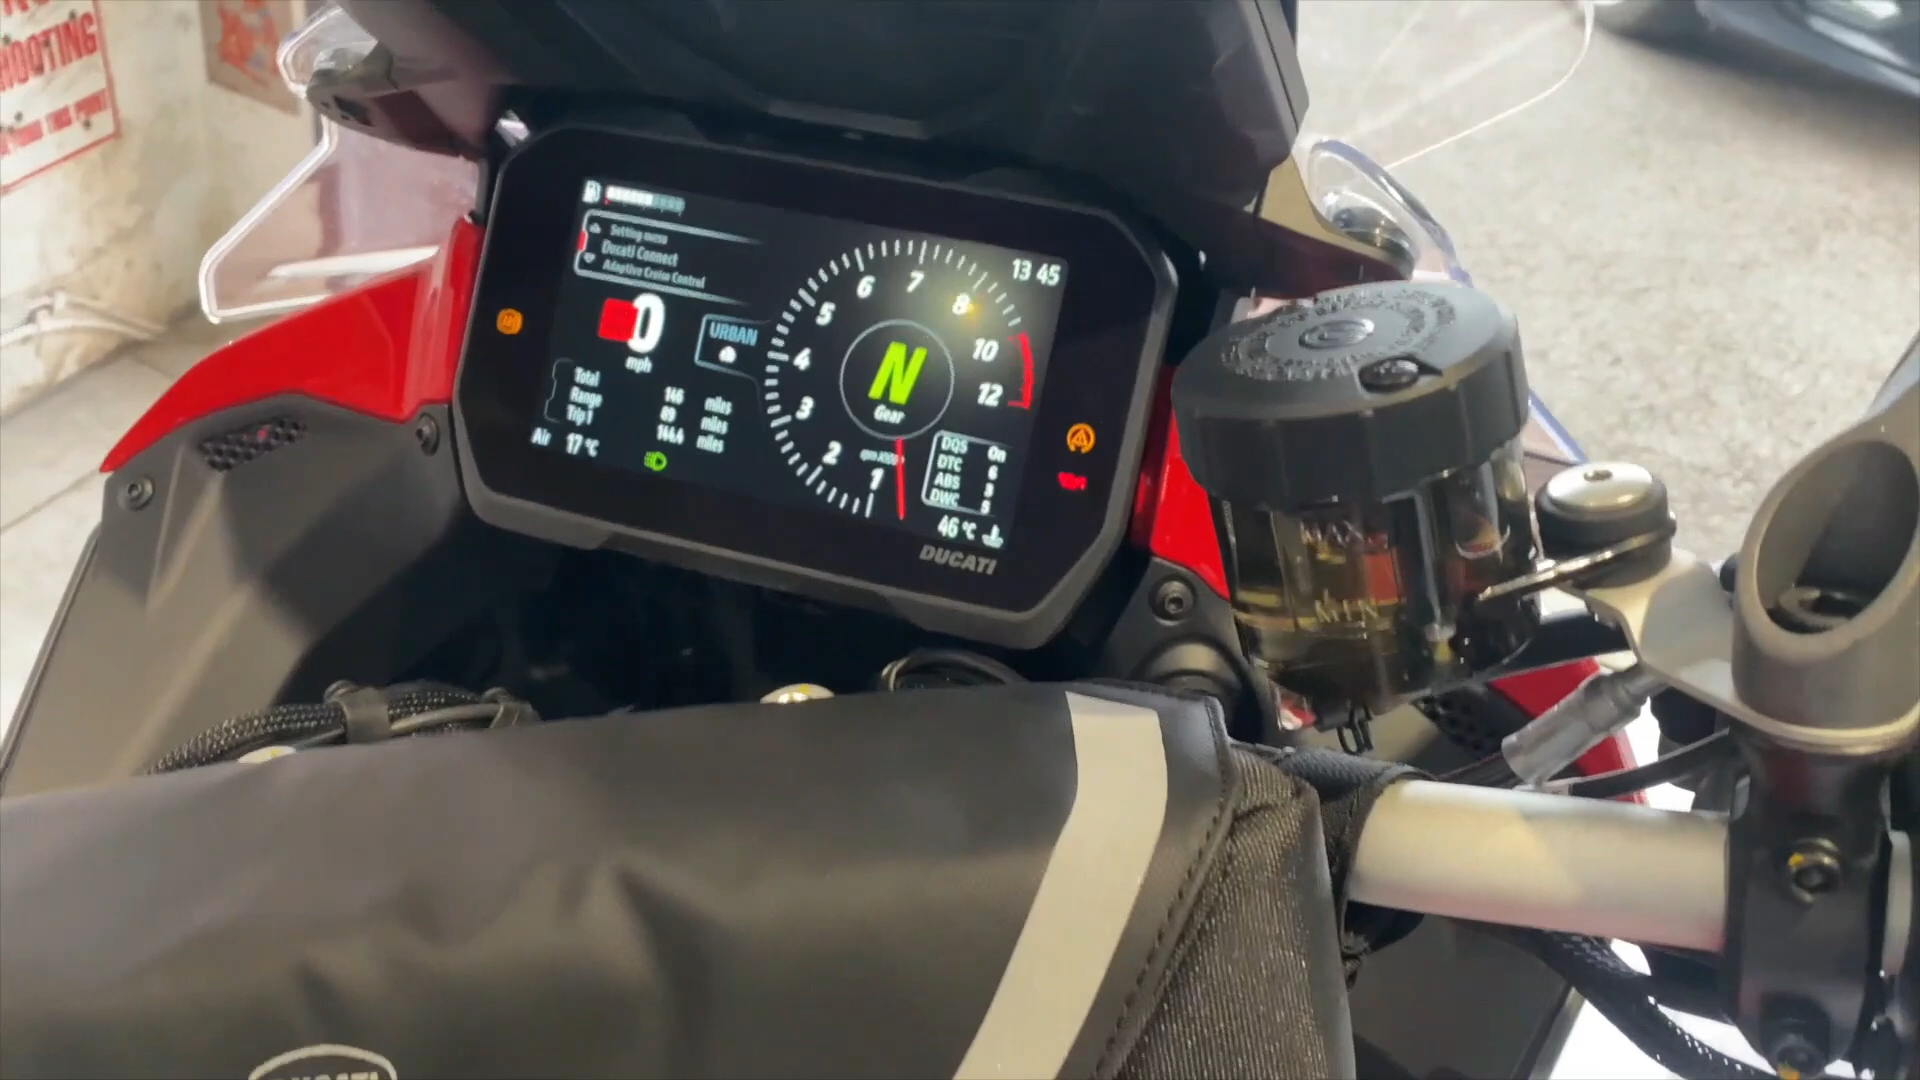 HOOTING
Setting menu
Ducati Connect
Adaptive Cruise Control
13 45
0
mph
URBAN
Total 146 miles
Range 89 miles
Trip 1 144.4 miles
Air 17 °C
1
2
3
4
5
6
7
8
10
12
N
Gear
DQS On
DTC 6
ABS 3
DWC 5
46 °C
DUCATI
MAX
MIN
DUCATI